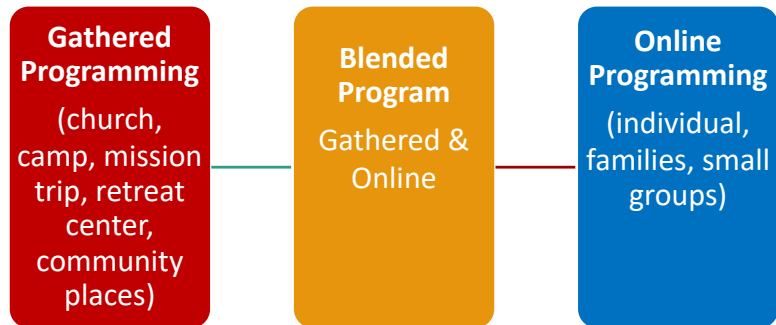 Gathered
Programming
(church,
camp, mission
trip, retreat
center,
community
places)
Blended
Program
Gathered &
Online
Online
Programming
(individual,
families, small
groups)